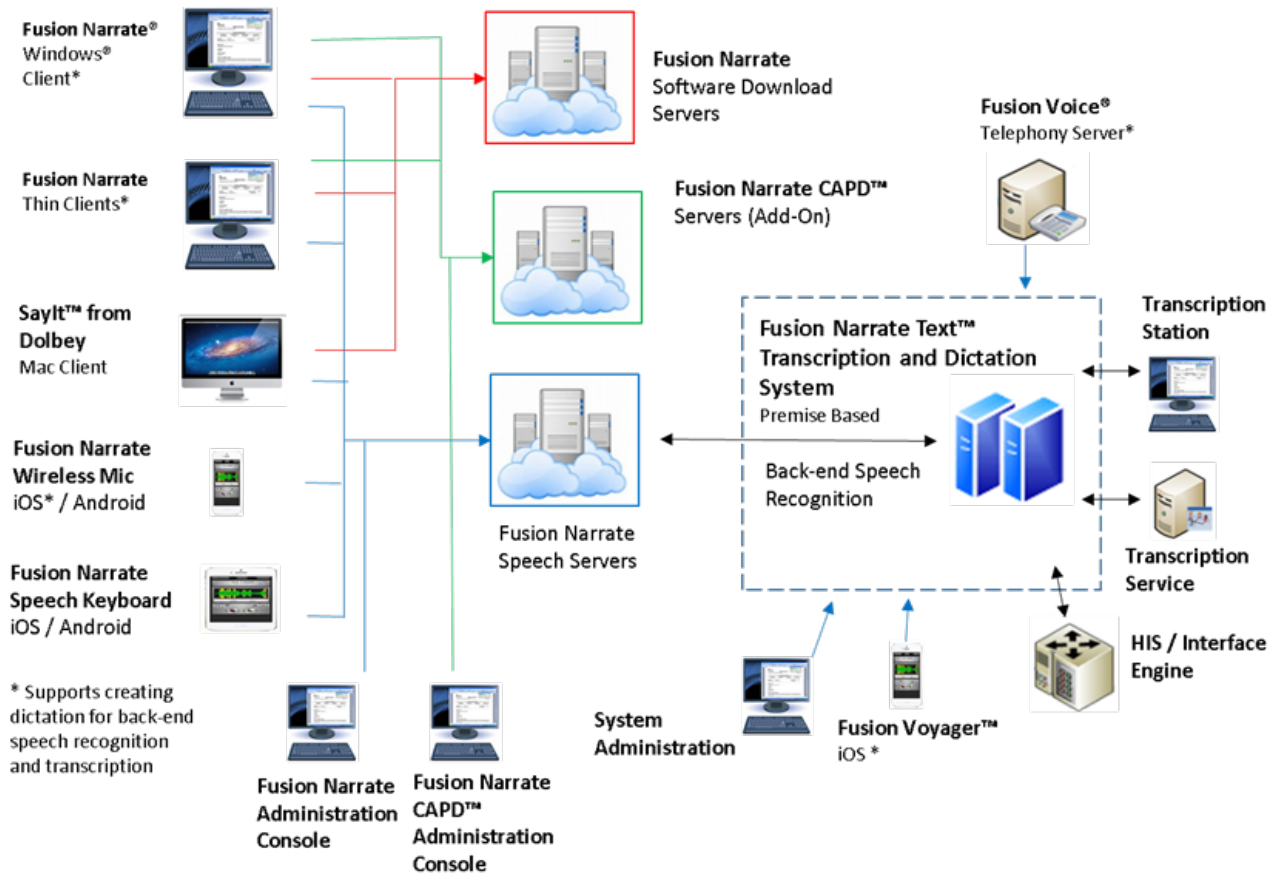 Fusion Narrate®
Windows®
Client*
Fusion Narrate
Thin Clients*
SayIt™ from
Dolbey
Mac Client
Fusion Narrate
Wireless Mic
iOS* / Android
Fusion Narrate
Speech Keyboard
iOS / Android
* Supports creating
dictation for back-end
speech recognition
and transcription
Fusion Narrate
Administration
Console
Fusion Narrate
CAPD™
Administration
Console
Fusion Narrate
Software Download
Servers
Fusion Narrate CAPD™
Servers (Add-On)
Fusion Narrate
Speech Servers
Fusion Voice®
Telephony Server*
Fusion Narrate Text™
Transcription and Dictation
System
Premise Based
Back-end Speech
Recognition
Transcription
Station
Transcription
Service
HIS / Interface
Engine
System
Administration
Fusion Voyager™
iOS *